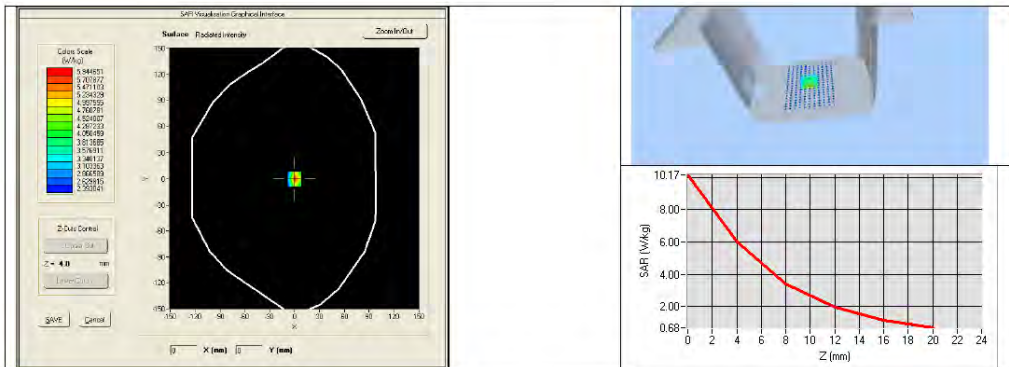 SAR Visualisation Graphical Interface
Surface Radiated Intensity
Zoom In/Out
Colors Scale
(W/kg)
5.944651
5.707877
5.471103
5.234329
4.997555
4.760781
4.524007
4.287233
4.050459
3.813685
3.576911
3.340137
3.103363
2.866589
2.629815
2.393041
Z-Cuts Control
Z = 4.0 mm
SAVE
Cancel
150
120
90
60
30
0
-30
-60
-90
-120
-150
Y
-150 -120 -90 -60 -30 0 30 60 90 120 150
X
0 X (mm) 0 Y (mm)
10.17
8.00
6.00
4.00
2.00
0.68
SAR (W/kg)
0 2 4 6 8 10 12 14 16 18 20 22 24
Z (mm)